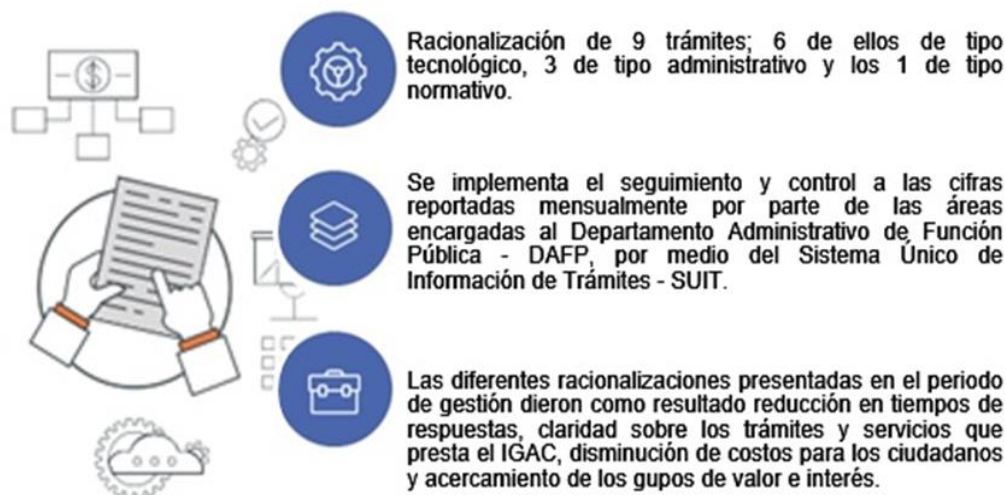 Racionalización de 9 trámites; 6 de ellos de tipo
tecnológico, 3 de tipo administrativo y los 1 de tipo
normativo.
Se implementa el seguimiento y control a las cifras
reportadas mensualmente por parte de las áreas
encargadas al Departamento Administrativo de Función
Pública - DAFP, por medio del Sistema Único de
Información de Trámites - SUIT.
Las diferentes racionalizaciones presentadas en el periodo
de gestión dieron como resultado reducción en tiempos de
respuestas, claridad sobre los trámites y servicios que
presta el IGAC, disminución de costos para los ciudadanos
y acercamiento de los gupos de valor e interés.